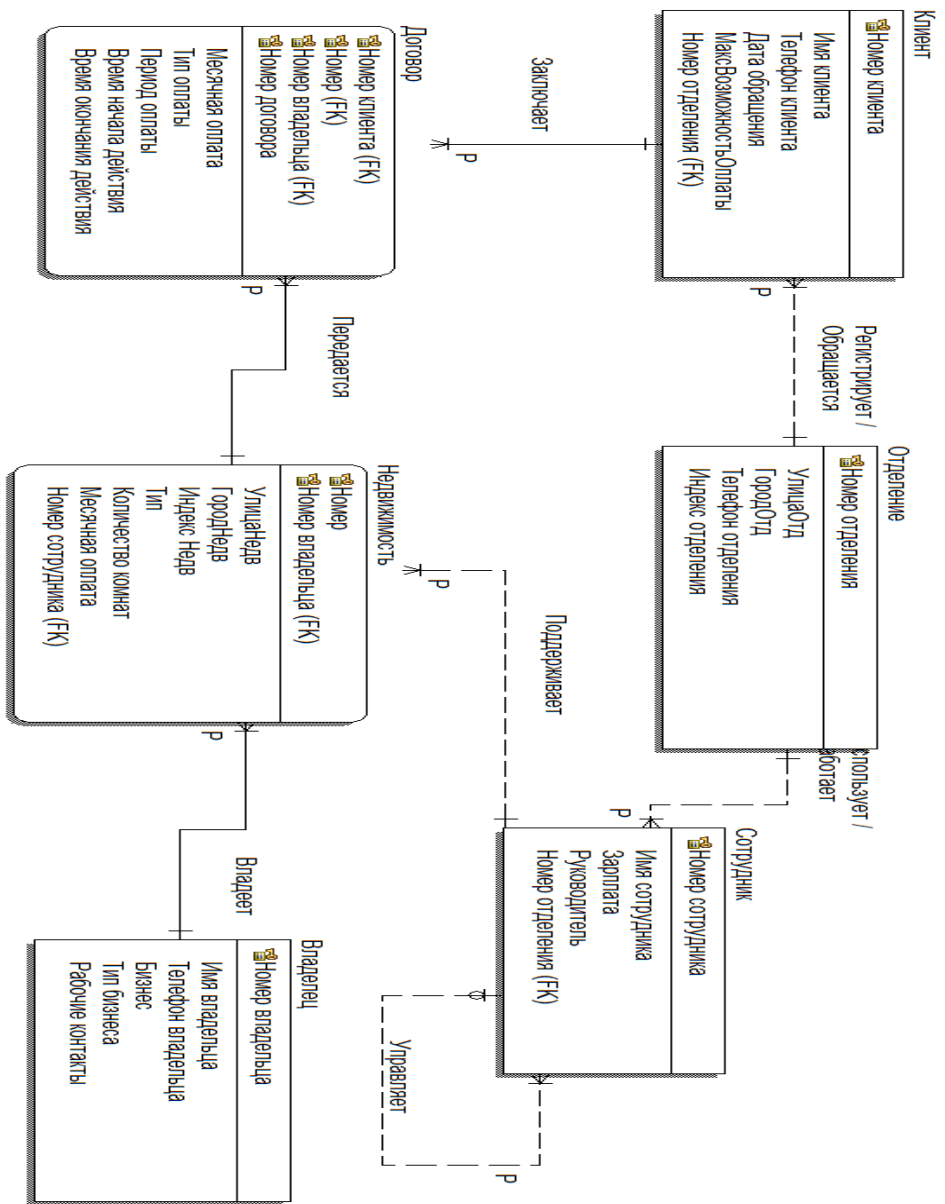 Клиент
Номер клиента
Имя клиента
Телефон клиента
Дата обращения
МаксВозможностьОплаты
Номер отделения (FK)
Регистрирует /
Обращается
P
Отделение
Номер отделения
УлицаОтд
ГородОтд
Телефон отделения
Индекс отделения
спользует /
аботает
P
Сотрудник
Номер сотрудника
Имя сотрудника
Зарплата
Руководитель
Номер отделения (FK)
Управляет
P
Заключает
P
Поддерживает
P
Договор
Номер клиента (FK)
Номер (FK)
Номер владельца (FK)
Номер договора
Месячная оплата
Тип оплаты
Период оплаты
Время начала действия
Время окончания действия
Передается
P
Недвижимость
Номер
Номер владельца (FK)
УлицаНедв
ГородНедв
Индекс Недв
Тип
Количество комнат
Месячная оплата
Номер сотрудника (FK)
Владеет
P
Владелец
Номер владельца
Имя владельца
Телефон владельца
Бизнес
Тип бизнеса
Рабочие контакты